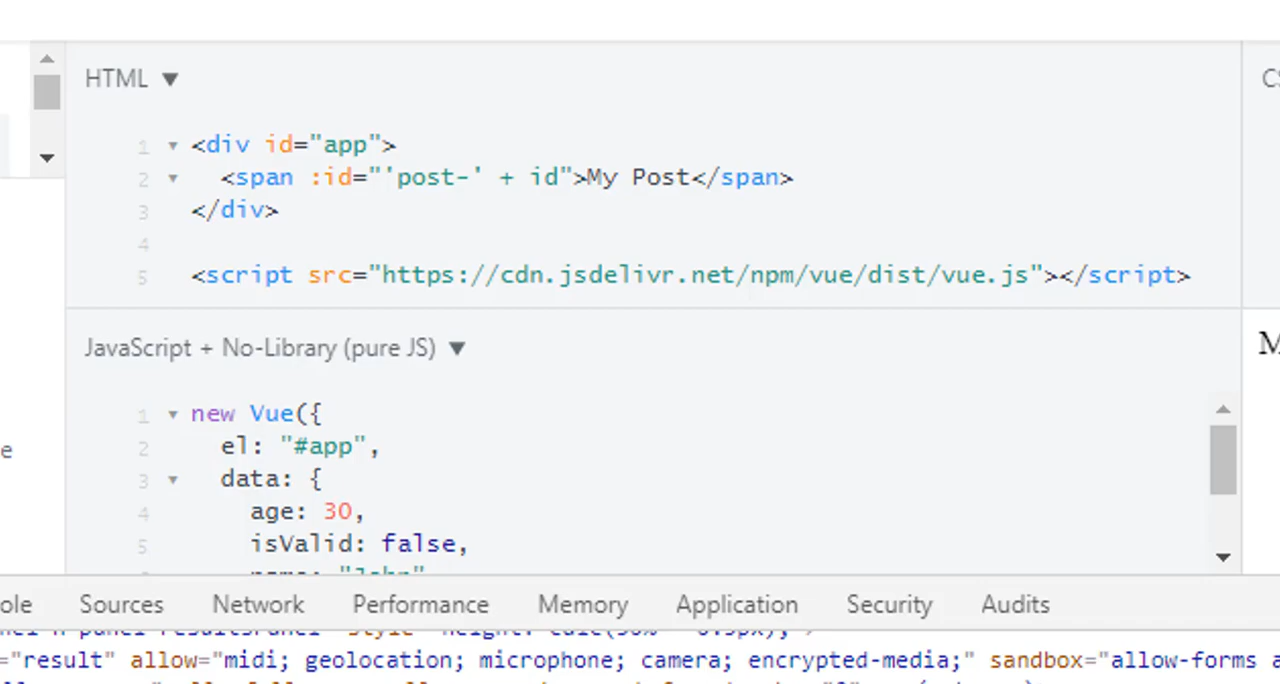 HTML ▼
CS
1 ▾ <div id="app">
2 ▾ <span :id="'post-' + id">My Post</span>
3 </div>
4
5 <script src="https://cdn.jsdelivr.net/npm/vue/dist/vue.js"></script>
JavaScript + No-Library (pure JS) ▼
M
1 ▾ new Vue({
2 el: "#app",
e
3 ▾ data: {
4 age: 30,
5 isValid: false,
name: "John"
ole Sources Network Performance Memory Application Security Audits
="result" allow="midi; geolocation; microphone; camera; encrypted-media;" sandbox="allow-forms a